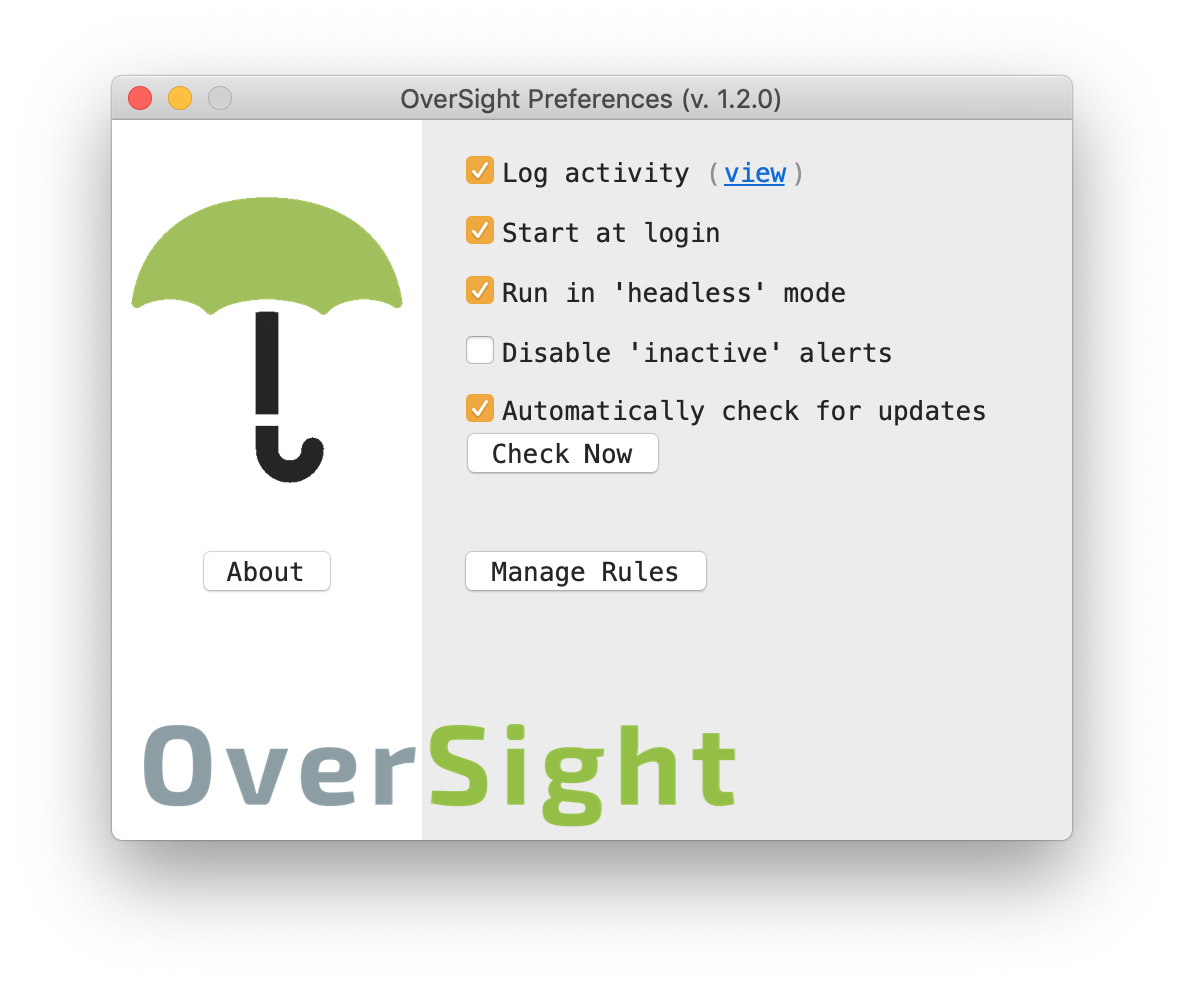 OverSight Preferences (v. 1.2.0)
Log activity (view)
Start at login
Run in 'headless' mode
Disable 'inactive' alerts
Automatically check for updates
Check Now
About
Manage Rules
OverSight